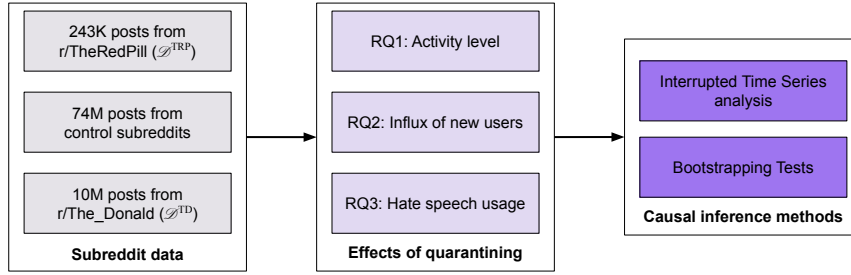 243K posts from
r/TheRedPill (𝒟ᵀᴿᴾ)
74M posts from
control subreddits
10M posts from
r/The_Donald (𝒟ᵀᴰ)
Subreddit data
RQ1: Activity level
RQ2: Influx of new users
RQ3: Hate speech usage
Effects of quarantining
Interrupted Time Series
analysis
Bootstrapping Tests
Causal inference methods